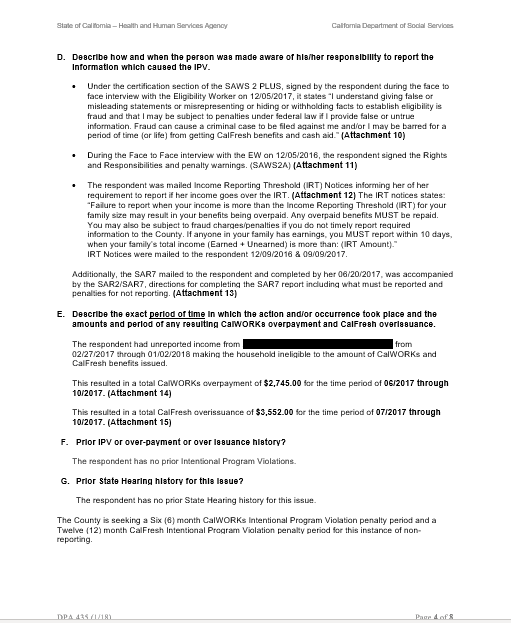 State of California – Health and Human Services Agency California Department of Social Services
D. Describe how and when the person was made aware of his/her responsibility to report the
information which caused the IPV.
• Under the certification section of the SAWS 2 PLUS, signed by the respondent during the face to
face interview with the Eligibility Worker on 12/05/2017, it states “I understand giving false or
misleading statements or misrepresenting or hiding or withholding facts to establish eligibility is
fraud and that I may be subject to penalties under federal law if I provide false or untrue
information. Fraud can cause a criminal case to be filed against me and/or I may be barred for a
period of time (or life) from getting CalFresh benefits and cash aid.” (Attachment 10)
• During the Face to Face interview with the EW on 12/05/2016, the respondent signed the Rights
and Responsibilities and penalty warnings. (SAWS2A) (Attachment 11)
• The respondent was mailed Income Reporting Threshold (IRT) Notices informing her of her
requirement to report if her income goes over the IRT. (Attachment 12) The IRT notices states:
“Failure to report when your income is more than the Income Reporting Threshold (IRT) for your
family size may result in your benefits being overpaid. Any overpaid benefits MUST be repaid.
You may also be subject to fraud charges/penalties if you do not timely report required
information to the County. If anyone in your family has earnings, you MUST report within 10 days,
when your family’s total income (Earned + Unearned) is more than: (IRT Amount).”
IRT Notices were mailed to the respondent 12/09/2016 & 09/09/2017.
Additionally, the SAR7 mailed to the respondent and completed by her 06/20/2017, was accompanied
by the SAR2/SAR7, directions for completing the SAR7 report including what must be reported and
penalties for not reporting. (Attachment 13)
E. Describe the exact period of time in which the action and/or occurrence took place and the
amounts and period of any resulting CalWORKs overpayment and CalFresh overissuance.
The respondent had unreported income from from
02/27/2017 through 01/02/2018 making the household ineligible to the amount of CalWORKs and
CalFresh benefits issued.
This resulted in a total CalWORKs overpayment of $2,745.00 for the time period of 06/2017 through
10/2017. (Attachment 14)
This resulted in a total CalFresh overissuance of $3,552.00 for the time period of 07/2017 through
10/2017. (Attachment 15)
F. Prior IPV or over-payment or over issuance history?
The respondent has no prior Intentional Program Violations.
G. Prior State Hearing history for this issue?
The respondent has no prior State Hearing history for this issue.
The County is seeking a Six (6) month CalWORKs Intentional Program Violation penalty period and a
Twelve (12) month CalFresh Intentional Program Violation penalty period for this instance of non-
reporting.
DPA 435 (1/18) Page 4 of 8